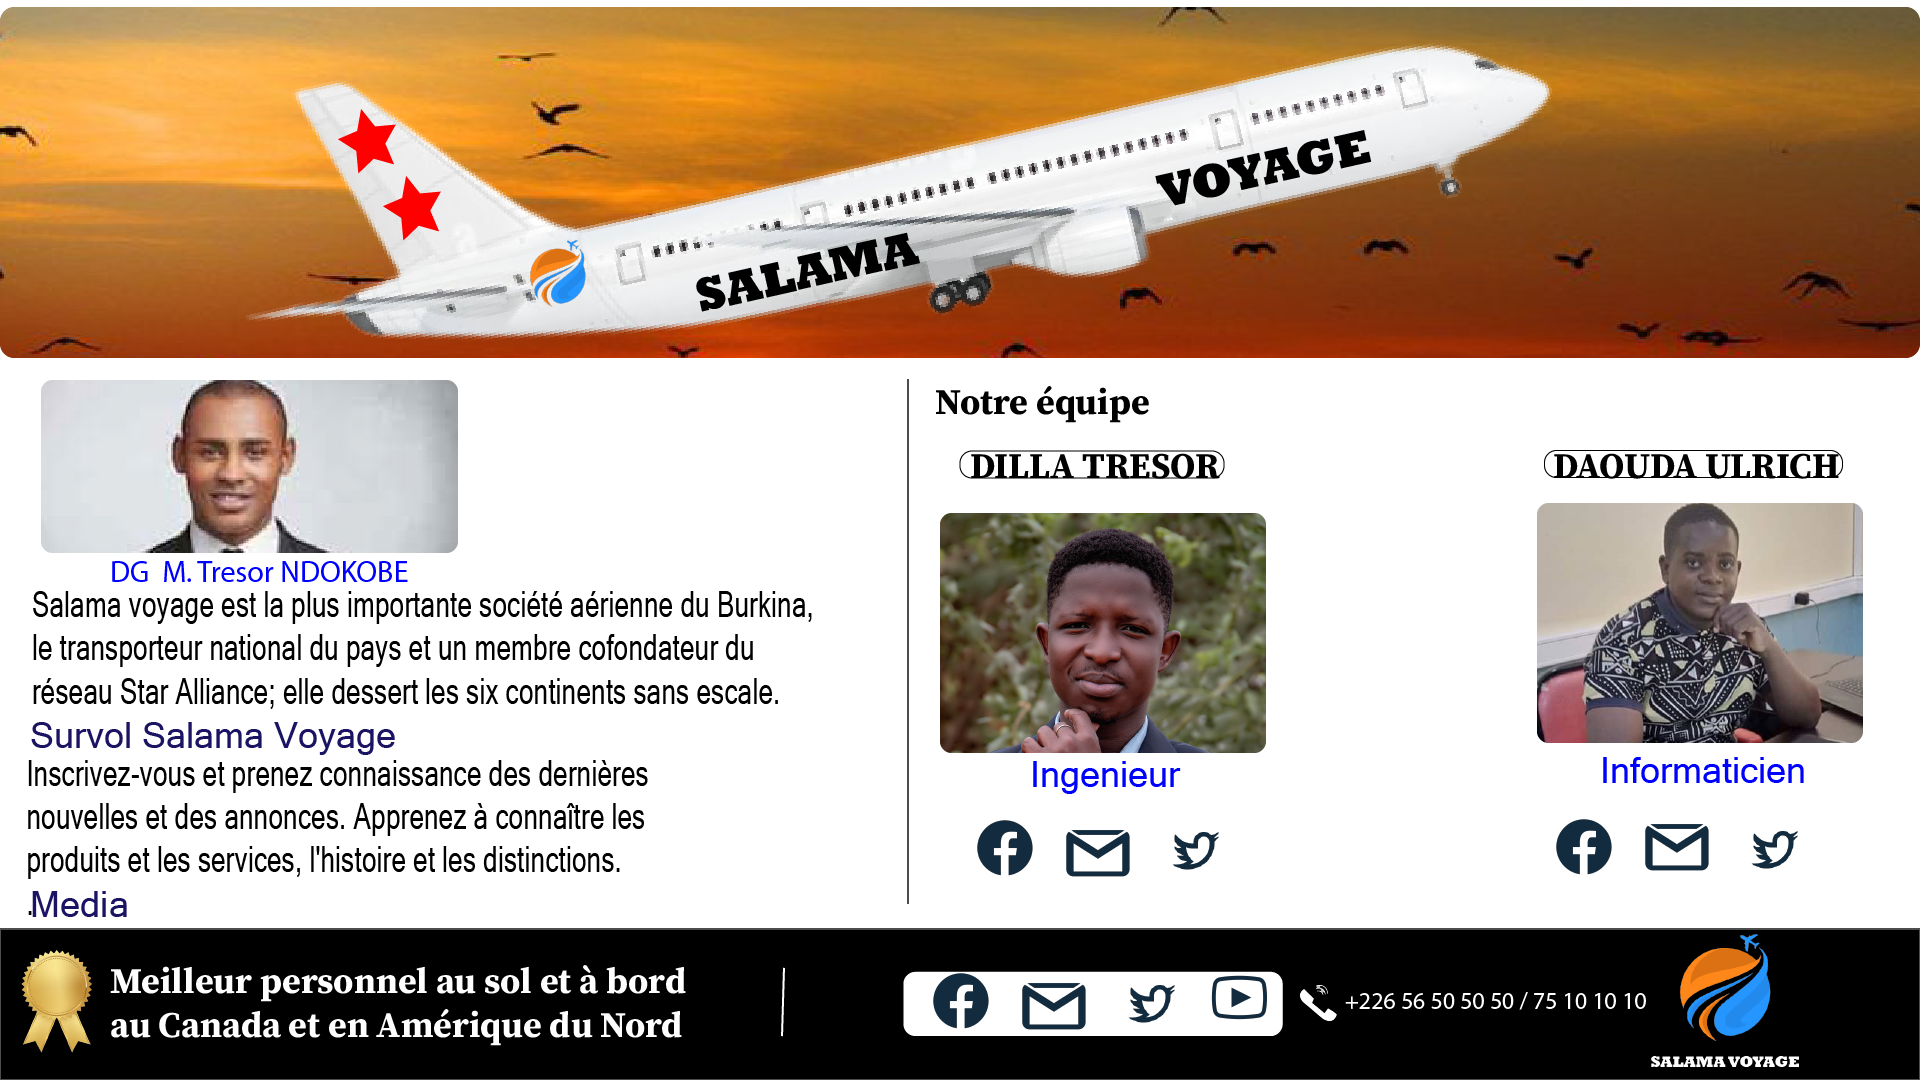 SALAMA VOYAGE
DG M. Tresor NDOKOBE
Salama voyage est la plus importante société aérienne du Burkina,
le transporteur national du pays et un membre cofondateur du
réseau Star Alliance; elle dessert les six continents sans escale.
Survol Salama Voyage
Inscrivez-vous et prenez connaissance des dernières
nouvelles et des annonces. Apprenez à connaître les
produits et les services, l'histoire et les distinctions.
.Media
Notre équipe
DILLA TRESOR
Ingenieur
DAOUDA ULRICH
Informaticien
Meilleur personnel au sol et à bord
au Canada et en Amérique du Nord
+226 56 50 50 50 / 75 10 10 10
SALAMA VOYAGE